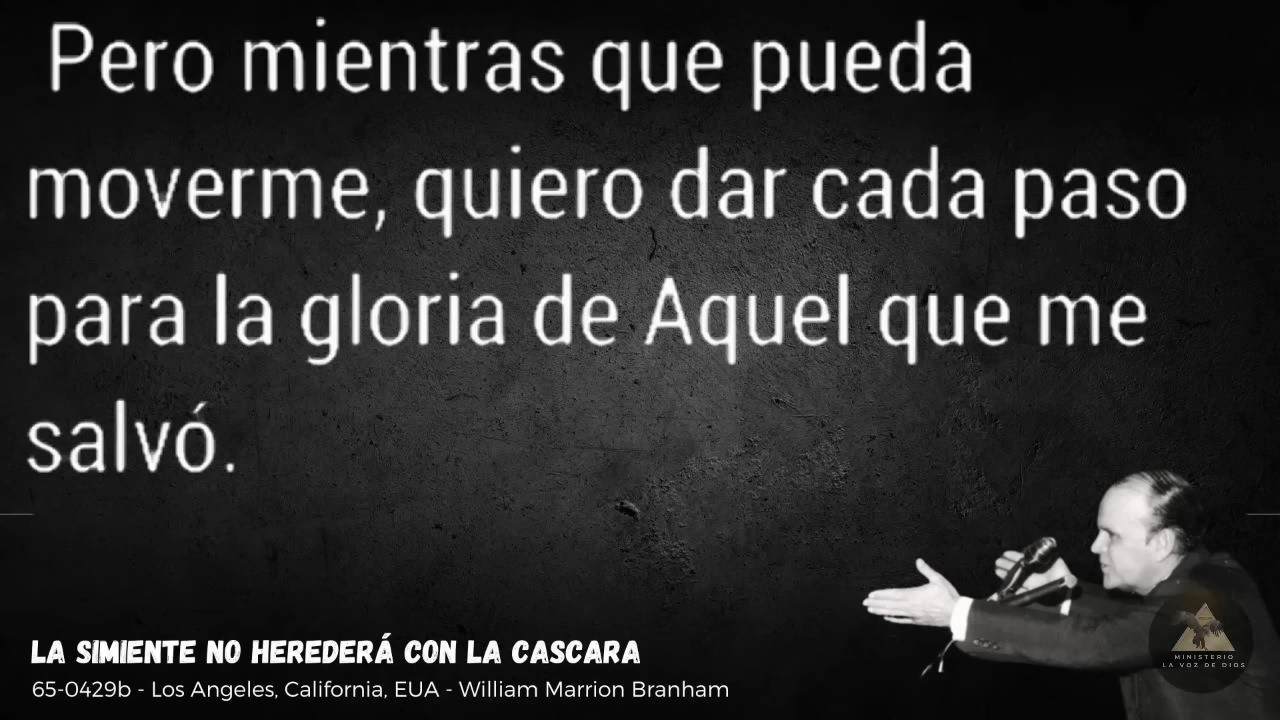 Pero mientras que pueda
moverme, quiero dar cada paso
para la gloria de Aquel que me
salvó.
LA SIMIENTE NO HEREDERÁ CON LA CASCARA
65-0429b - Los Angeles, California, EUA - William Marrion Branham
MINISTERIO
LA VOZ DE DIOS